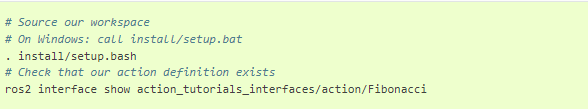 # Source our workspace
# On Windows: call install/setup.bat
. install/setup.bash
# Check that our action definition exists
ros2 interface show action_tutorials_interfaces/action/Fibonacci